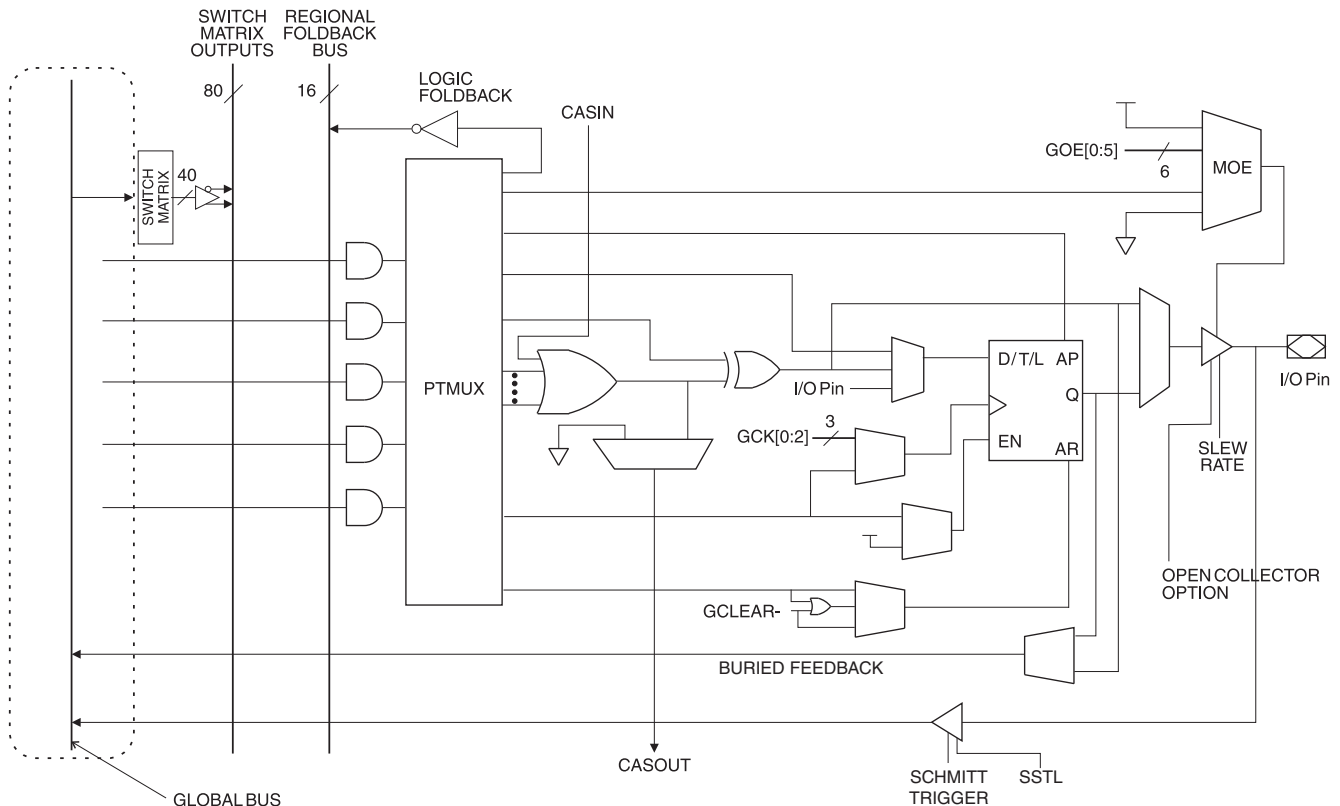 SWITCH
MATRIX
OUTPUTS
REGIONAL
FOLDBACK
BUS
80
16
LOGIC
FOLDBACK
CASIN
GOE[0:5]
6
MOE
SWITCH
MATRIX
40
PTMUX
I/O Pin
D/T/L
AP
Q
EN
AR
I/O Pin
GCK[0:2]
3
SLEW
RATE
OPEN COLLECTOR
OPTION
GCLEAR-
BURIED FEEDBACK
CASOUT
SCHMITT
TRIGGER
SSTL
GLOBAL BUS